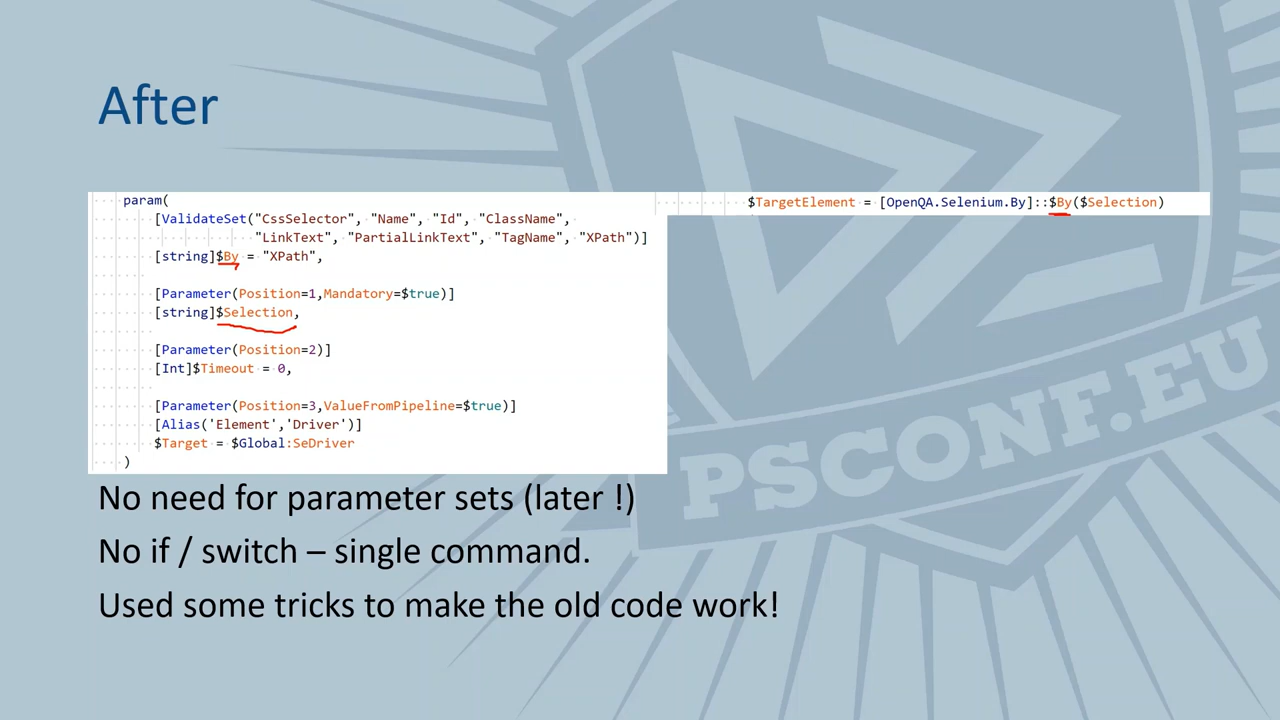 After
param(
[ValidateSet("CssSelector", "Name", "Id", "ClassName",
"LinkText", "PartialLinkText", "TagName", "XPath")]
[string]$By = "XPath",
[Parameter(Position=1,Mandatory=$true)]
[string]$Selection,
[Parameter(Position=2)]
[Int]$Timeout = 0,
[Parameter(Position=3,ValueFromPipeline=$true)]
[Alias('Element','Driver')]
$Target = $Global:SeDriver
)
$TargetElement = [OpenQA.Selenium.By]::$By($Selection)
No need for parameter sets (later !)
No if / switch – single command.
Used some tricks to make the old code work!
PSCONF.EU